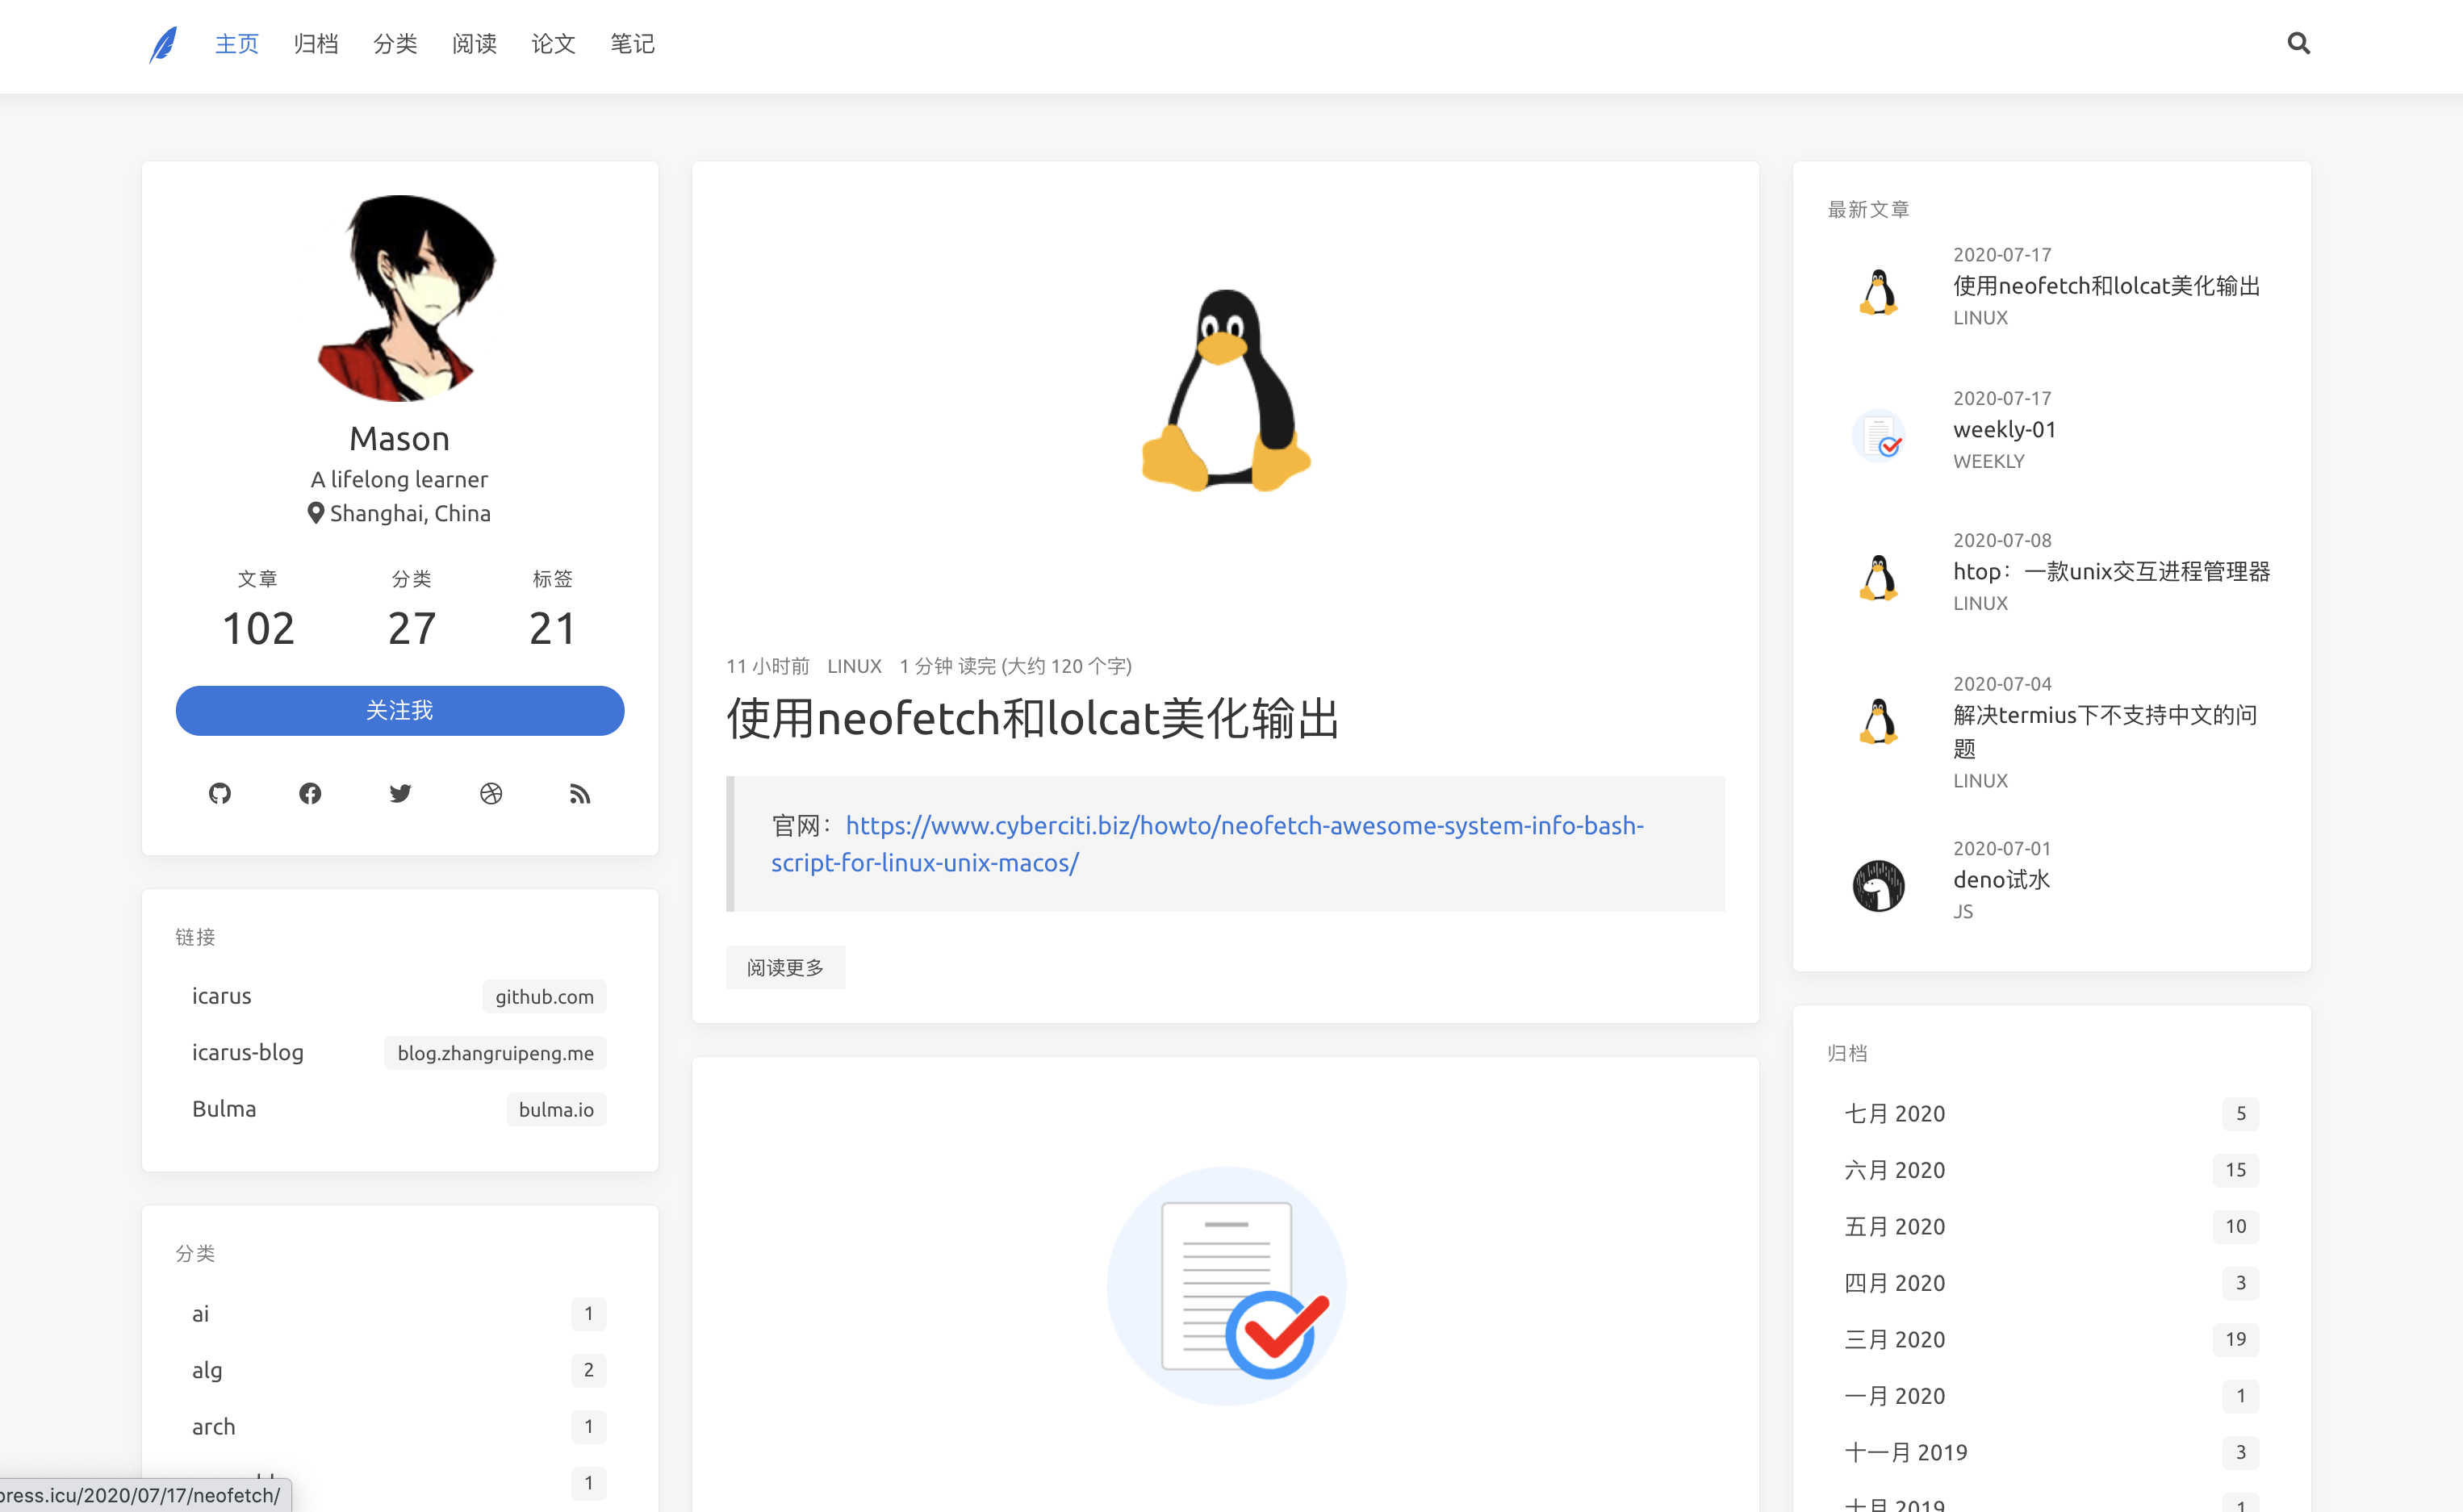 主页 归档 分类 阅读 论文 笔记
Mason
A lifelong learner
Shanghai, China
文章 分类 标签
102 27 21
关注我
链接
icarus github.com
icarus-blog blog.zhangruipeng.me
Bulma bulma.io
分类
ai 1
alg 2
arch 1
1
press.icu/2020/07/17/neofetch/
11 小时前 LINUX 1 分钟 读完 (大约 120 个字)
使用neofetch和lolcat美化输出
官网：https://www.cyberciti.biz/howto/neofetch-awesome-system-info-bash-
script-for-linux-unix-macos/
阅读更多
最新文章
2020-07-17
使用neofetch和lolcat美化输出
LINUX
2020-07-17
weekly-01
WEEKLY
2020-07-08
htop：一款unix交互进程管理器
LINUX
2020-07-04
解决termius下不支持中文的问
题
LINUX
2020-07-01
deno试水
JS
归档
七月 2020 5
六月 2020 15
五月 2020 10
四月 2020 3
三月 2020 19
一月 2020 1
十一月 2019 3
十月 2019 1